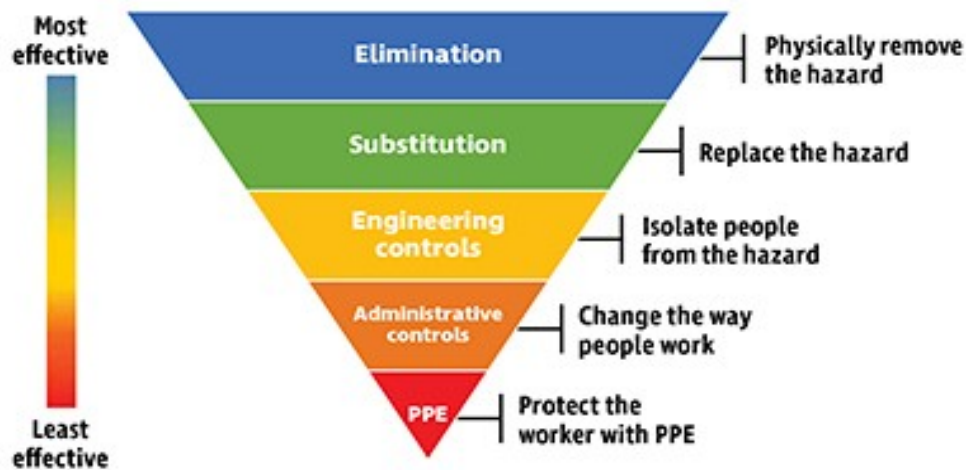 Most
effective
Elimination
Physically remove
the hazard
Substitution
Replace the hazard
Engineering
controls
Isolate people
from the hazard
Administrative
controls
Change the way
people work
PPE
Protect the
worker with PPE
Least
effective